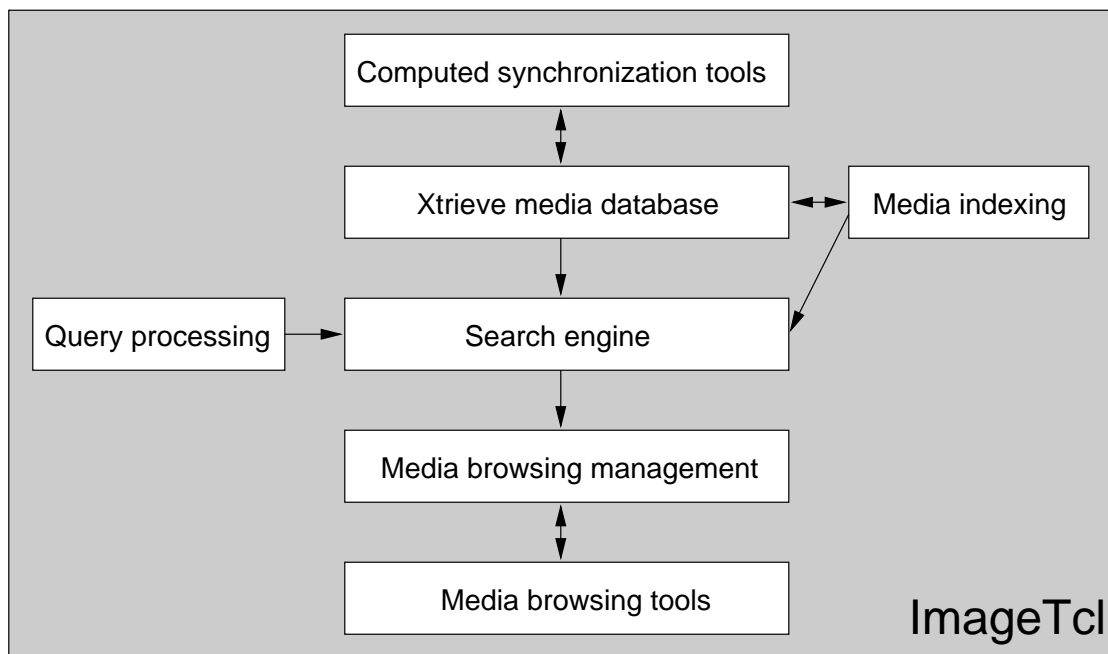 Computed synchronization tools
Xtrieve media database
Media indexing
Query processing
Search engine
Media browsing management
Media browsing tools
ImageTcl